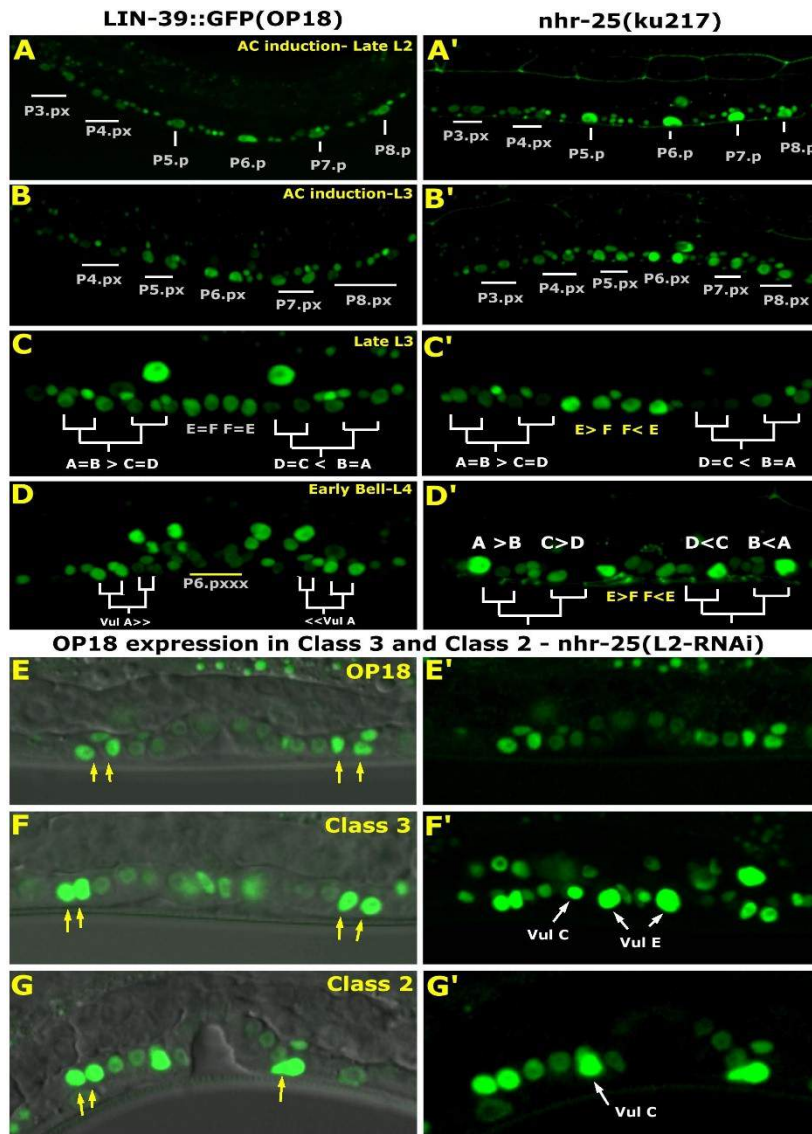 LIN-39::GFP(OP18)
nhr-25(ku217)
A
AC induction- Late L2
P3.px
P4.px
P5.p
P6.p
P7.p
P8.p
A'
P3.px
P4.px
P5.p
P6.p
P7.p
P8.p
B
AC induction-L3
P4.px
P5.px
P6.px
P7.px
P8.px
B'
P3.px
P4.px
P5.px
P6.px
P7.px
P8.px
C
Late L3
A=B > C=D
E=F F=E
D=C < B=A
C'
A=B > C=D
E> F F< E
D=C < B=A
D
Early Bell-L4
Vul A>>
P6.pxxx
<<Vul A
D'
A >B
C>D
D<C
B<A
E>F F<E
OP18 expression in Class 3 and Class 2 - nhr-25(L2-RNAi)
E
OP18
E'
F
Class 3
F'
Vul C
Vul E
G
Class 2
G'
Vul C